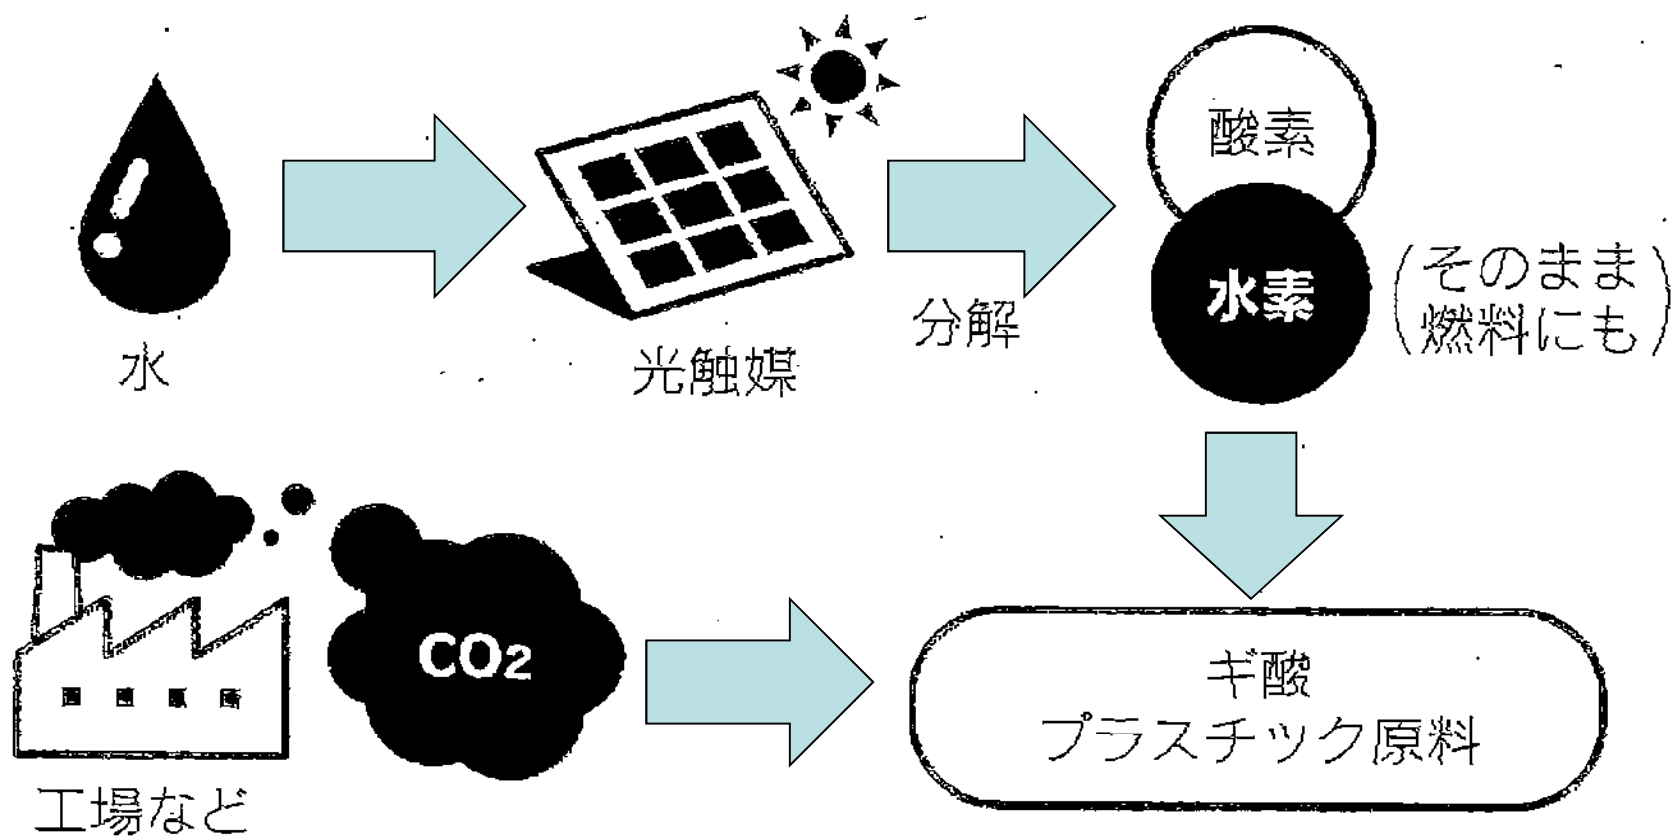 水
光触媒
分解
酸素
水素
(そのまま
燃料にも)
CO2
工場など
ギ酸
プラスチック原料